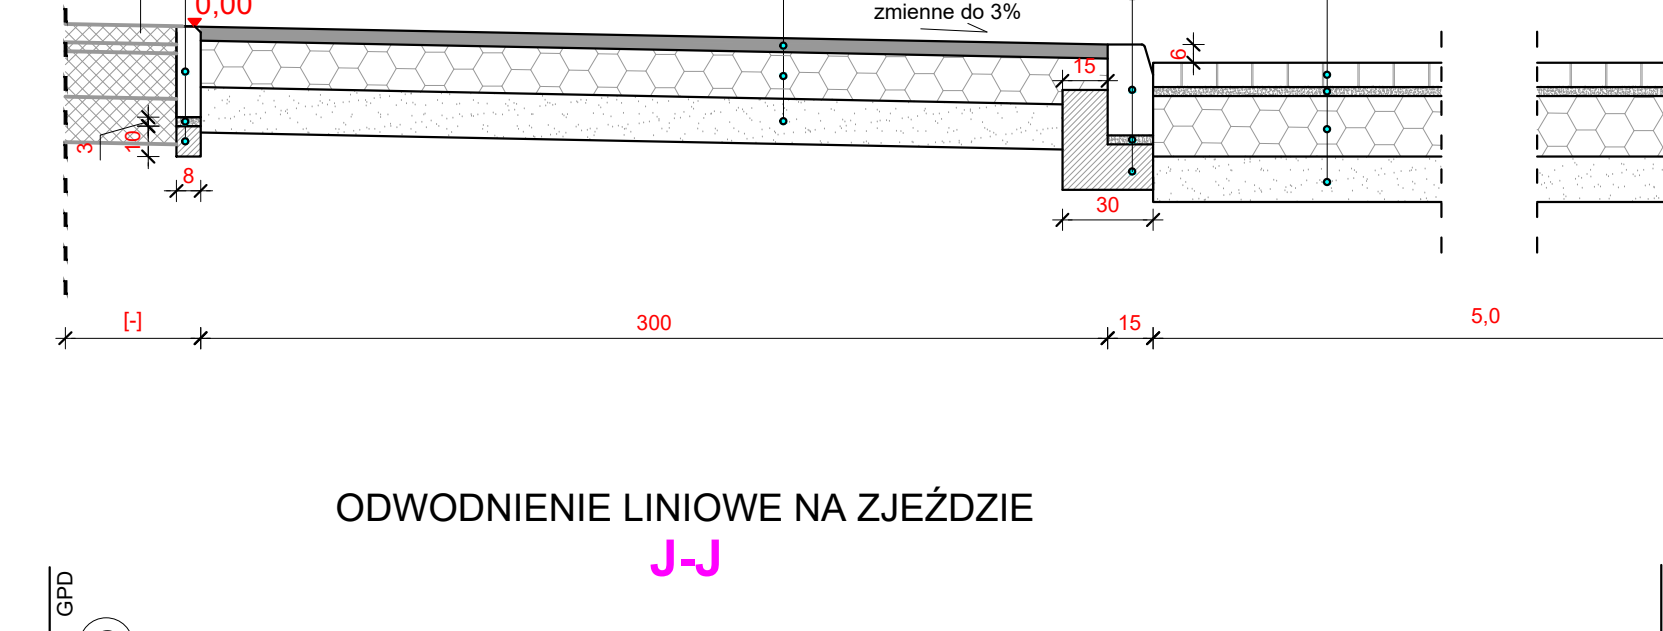 0,00
zmienne do 3%
6
15
3
10
8
30
[-]
300
15
5,0
ODWODNIENIE LINIOWE NA ZJEŹDZIE
J-J
GPD